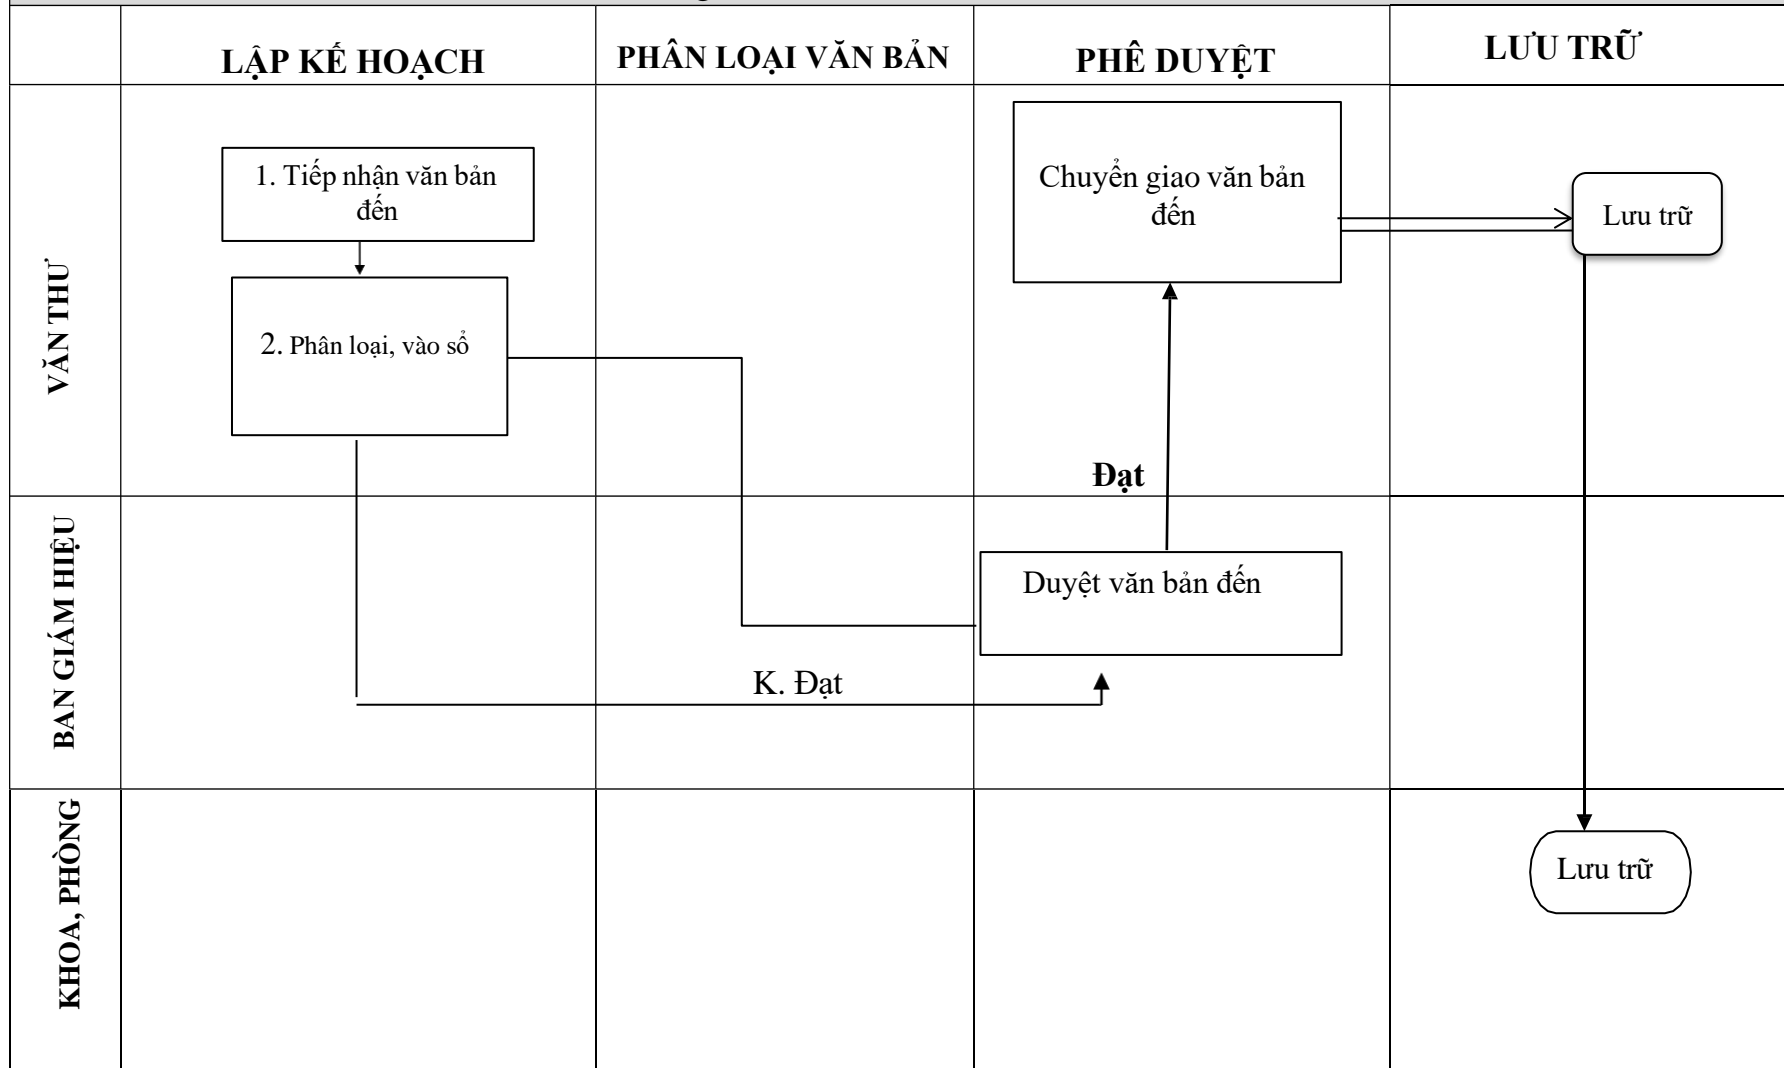 LẬP KẾ HOẠCH
PHÂN LOẠI VĂN BẢN
PHÊ DUYỆT
LƯU TRỮ
VĂN THƯ
1. Tiếp nhận văn bản
đến
2. Phân loại, vào sổ
Chuyển giao văn bản
đến
Lưu trữ
Đạt
BAN GIÁM HIỆU
Duyệt văn bản đến
K. Đạt
KHOA, PHÒNG
Lưu trữ